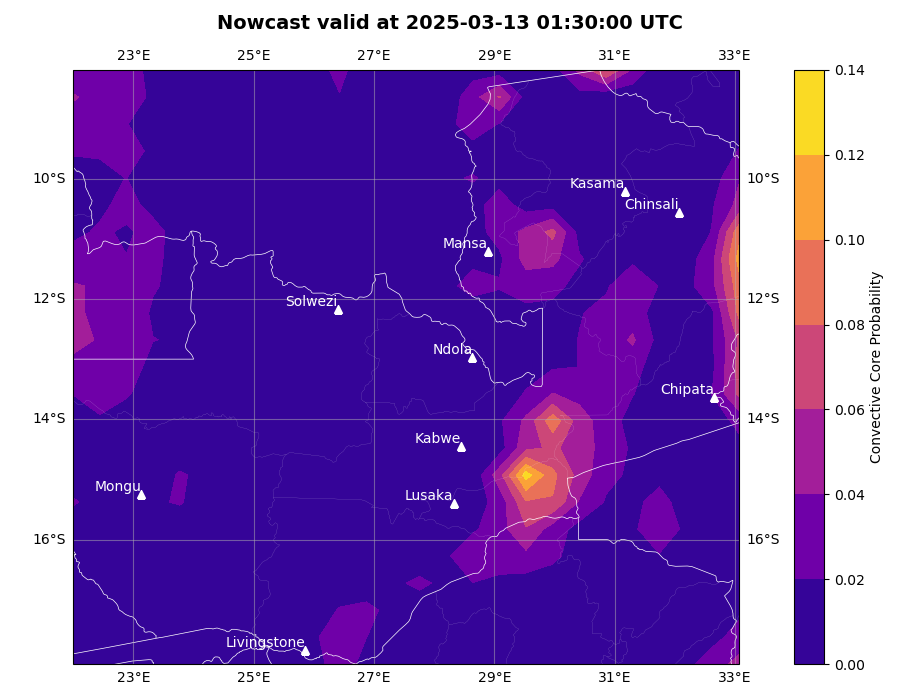 Nowcast valid at 2025-03-13 01:30:00 UTC
23°E 25°E 27°E 29°E 31°E 33°E
0.14
0.12
10°S 10°S
Kasama
Chinsali
0.10
Mansa
12°S 12°S
Solwezi
0.08
Ndola
Chipata
0.06
14°S 14°S
Kabwe
Mongu
Lusaka
0.04
16°S 16°S
0.02
Livingstone
0.00
23°E 25°E 27°E 29°E 31°E 33°E
Convective Core Probability